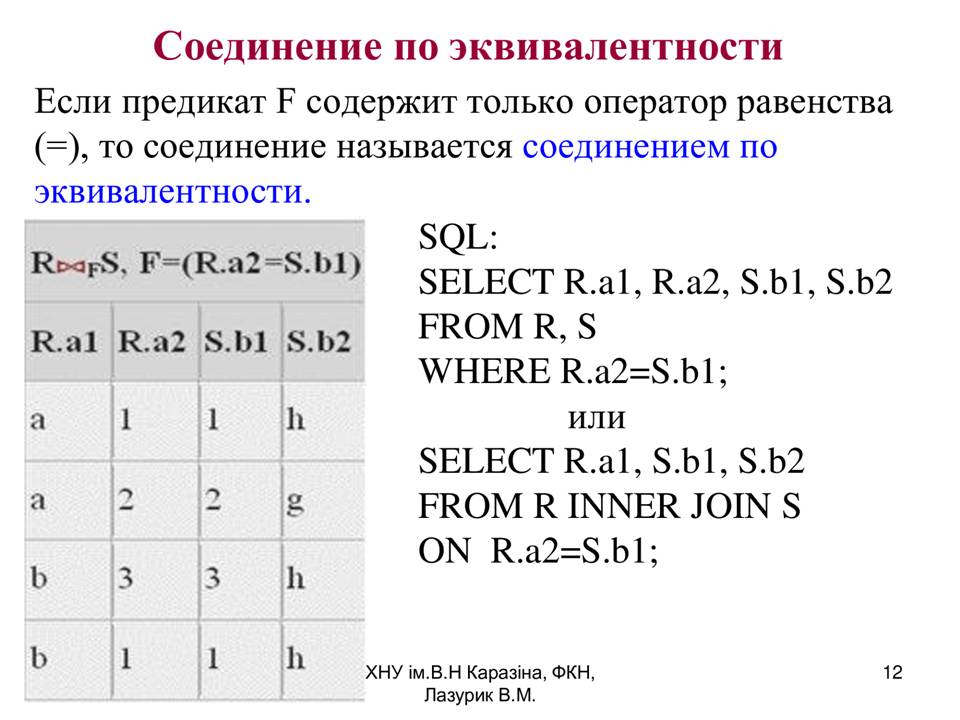 Соединение по эквивалентности
Если предикат F содержит только оператор равенства
(=), то соединение называется соединением по
эквивалентности.
R⋈FS, F=(R.a2=S.b1)
R.a1 R.a2 S.b1 S.b2
a 1 1 h
a 2 2 g
b 3 3 h
b 1 1 h
SQL:
SELECT R.a1, R.a2, S.b1, S.b2
FROM R, S
WHERE R.a2=S.b1;
или
SELECT R.a1, S.b1, S.b2
FROM R INNER JOIN S
ON R.a2=S.b1;
ХНУ ім.В.Н Каразіна, ФКН,
Лазурик В.М.
12